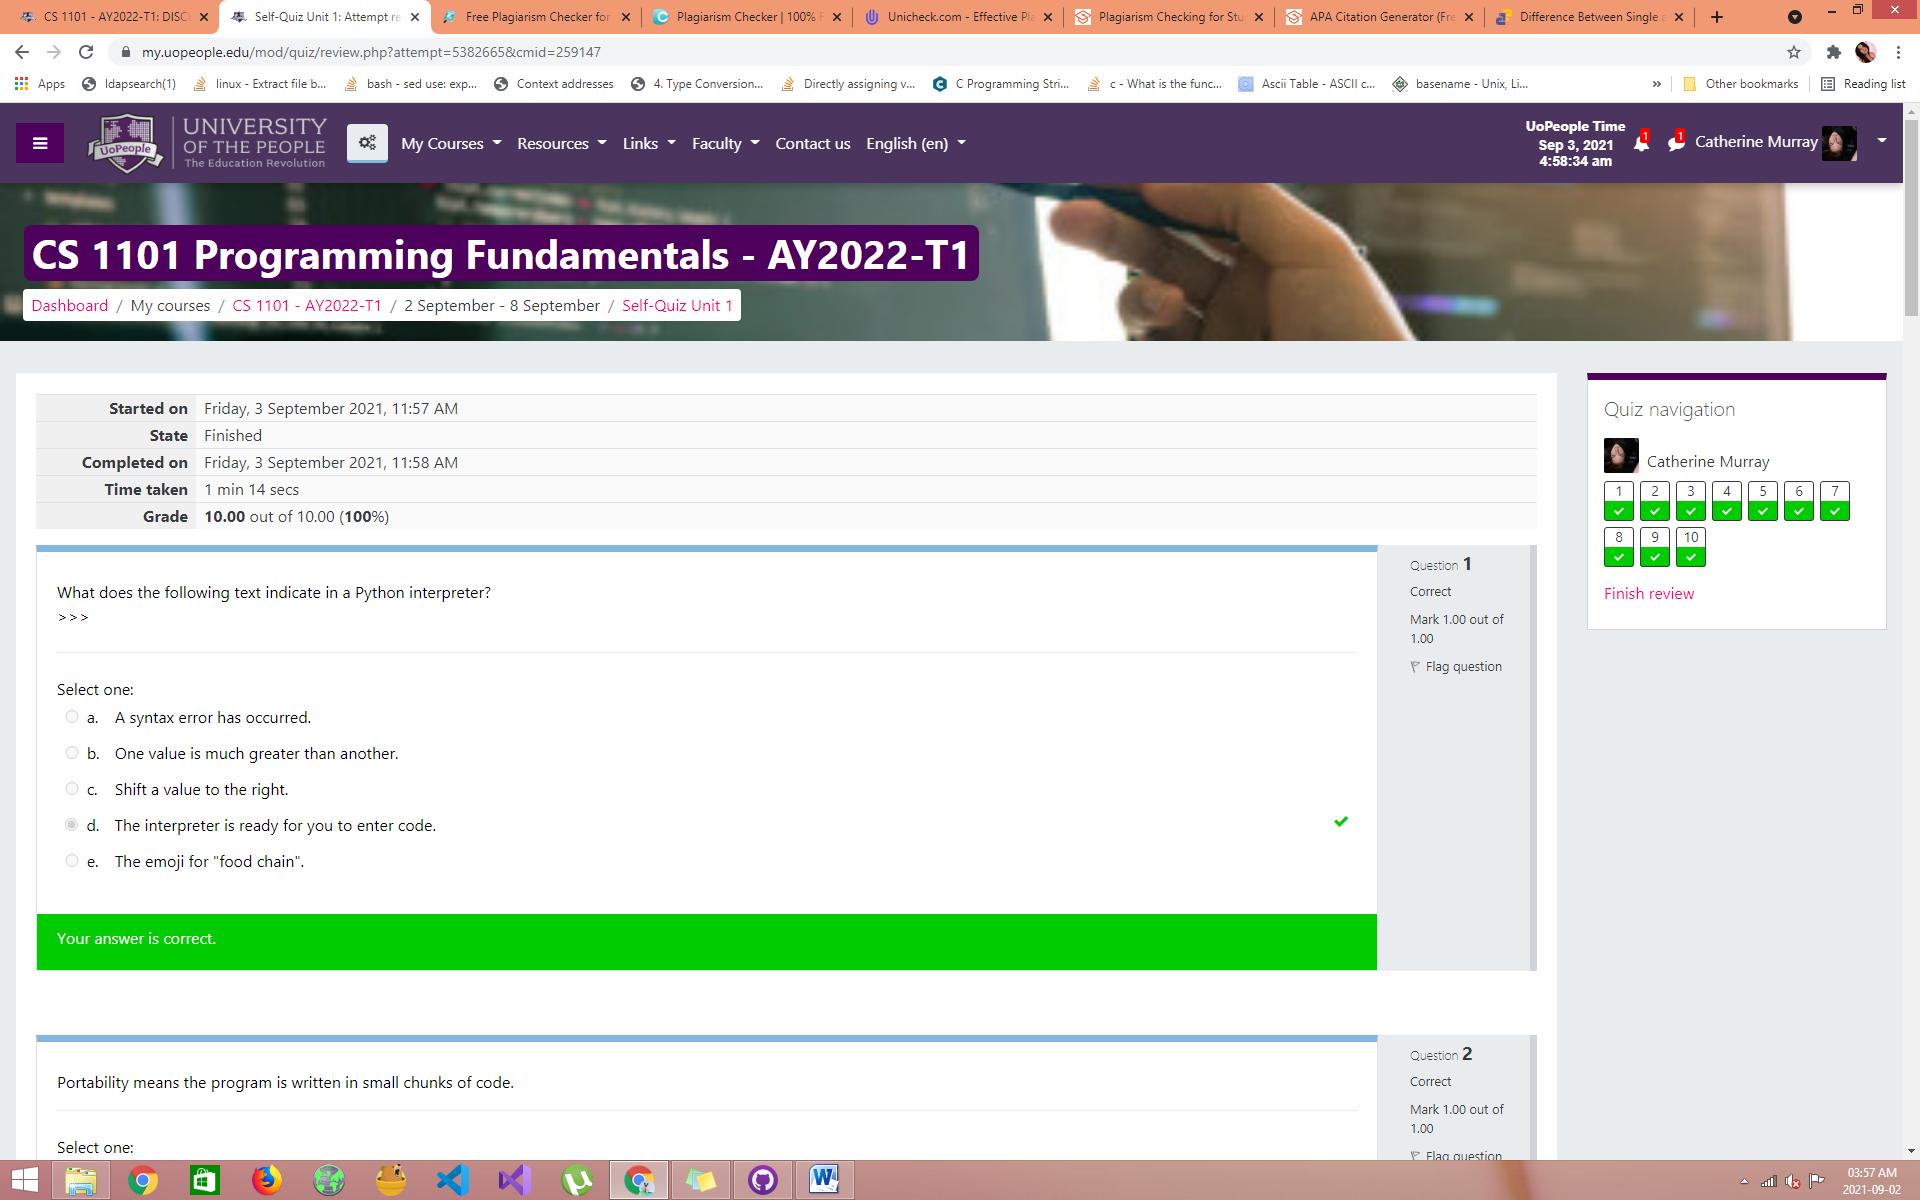 CS 1101 - AY2022-T1: DISC
Self-Quiz Unit 1: Attempt re
Free Plagiarism Checker for
Plagiarism Checker | 100% F
Unicheck.com - Effective Pla
Plagiarism Checking for Stu
APA Citation Generator (Fre
Difference Between Single a
my.uopeople.edu/mod/quiz/review.php?attempt=5382665&cmid=259147
Apps
ldapsearch(1)
linux - Extract file b...
bash - sed use: exp...
Context addresses
4. Type Conversion...
Directly assigning v...
C Programming Stri...
c - What is the func...
Ascii Table - ASCII c...
basename - Unix, Li...
»
Other bookmarks
Reading list
UoPeople
UNIVERSITY
OF THE PEOPLE
The Education Revolution
My Courses
Resources
Links
Faculty
Contact us
English (en)
UoPeople Time
Sep 3, 2021
4:58:34 am
1
1
Catherine Murray
CS 1101 Programming Fundamentals - AY2022-T1
Dashboard / My courses / CS 1101 - AY2022-T1 / 2 September - 8 September / Self-Quiz Unit 1
Started on Friday, 3 September 2021, 11:57 AM
State Finished
Completed on Friday, 3 September 2021, 11:58 AM
Time taken 1 min 14 secs
Grade 10.00 out of 10.00 (100%)
What does the following text indicate in a Python interpreter?
>>>
Select one:
a. A syntax error has occurred.
b. One value is much greater than another.
c. Shift a value to the right.
d. The interpreter is ready for you to enter code.
e. The emoji for "food chain".
Your answer is correct.
Question 1
Correct
Mark 1.00 out of
1.00
Flag question
Portability means the program is written in small chunks of code.
Select one:
Question 2
Correct
Mark 1.00 out of
1.00
Flag question
Quiz navigation
Catherine Murray
1 2 3 4 5 6 7
8 9 10
Finish review
03:57 AM
2021-09-02